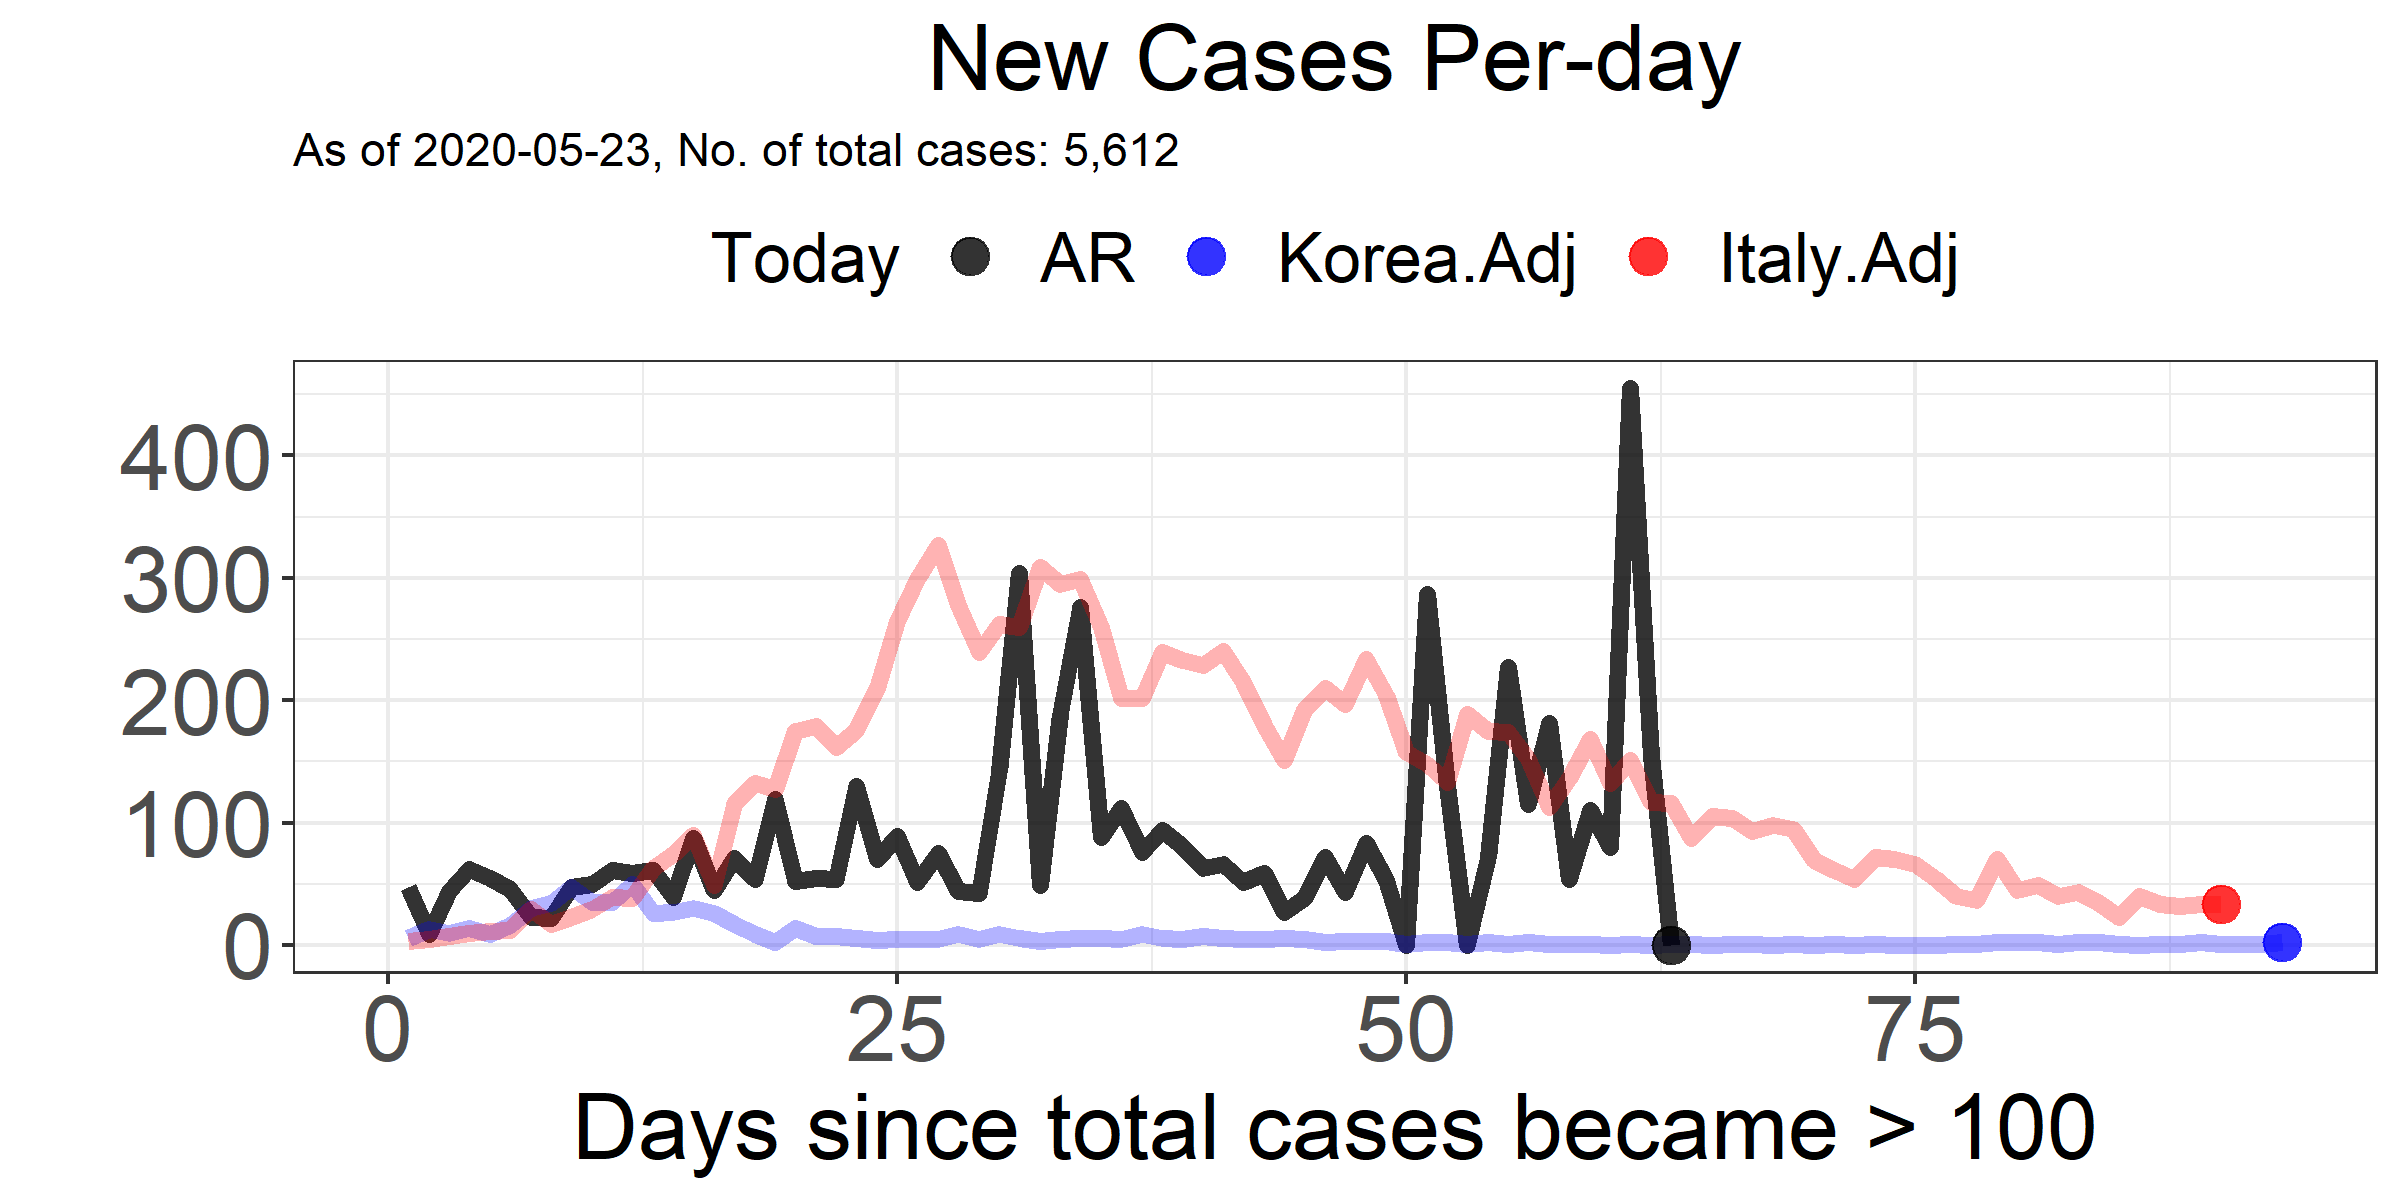 New Cases Per-day
As of 2020-05-23, No. of total cases: 5,612
Today AR Korea.Adj Italy.Adj
400
300
200
100
0
0 25 50 75
Days since total cases became > 100